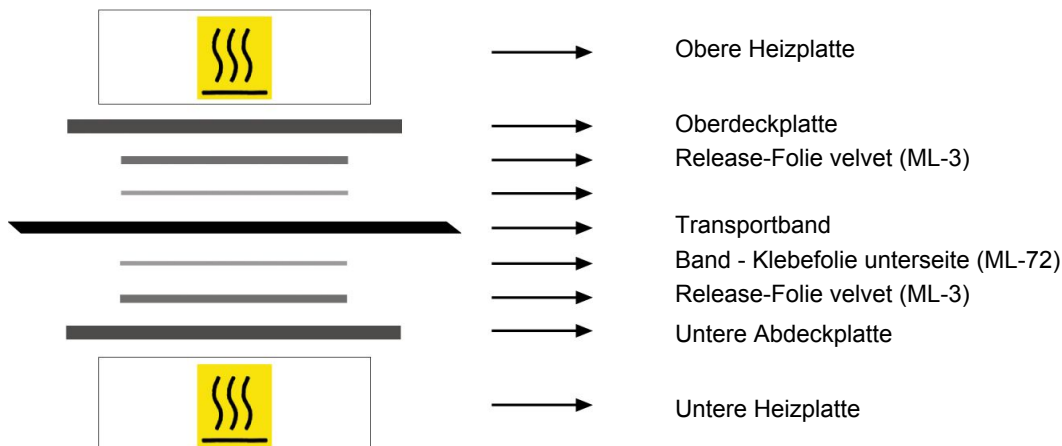 Obere Heizplatte
Oberdeckplatte
Release-Folie velvet (ML-3)
Transportband
Band - Klebefolie unterseite (ML-72)
Release-Folie velvet (ML-3)
Untere Abdeckplatte
Untere Heizplatte